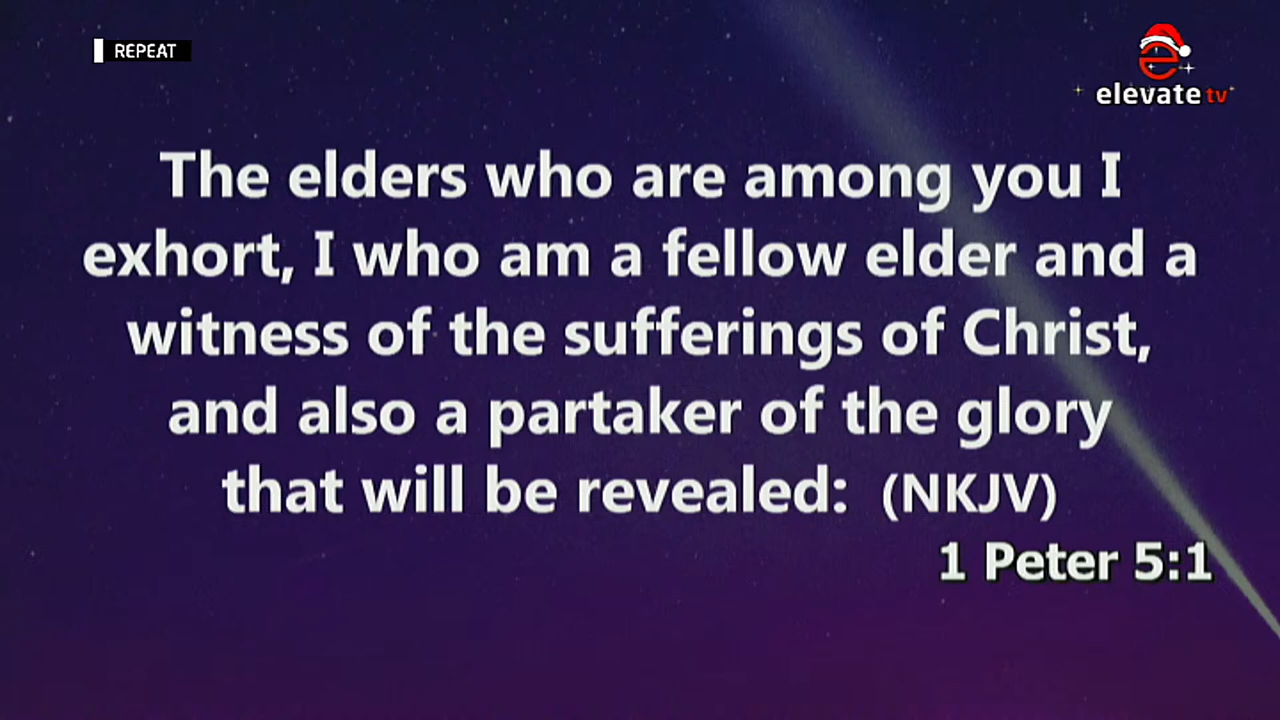 REPEAT
elevate tv
The elders who are among you I
exhort, I who am a fellow elder and a
witness of the sufferings of Christ,
and also a partaker of the glory
that will be revealed: (NKJV)
1 Peter 5:1